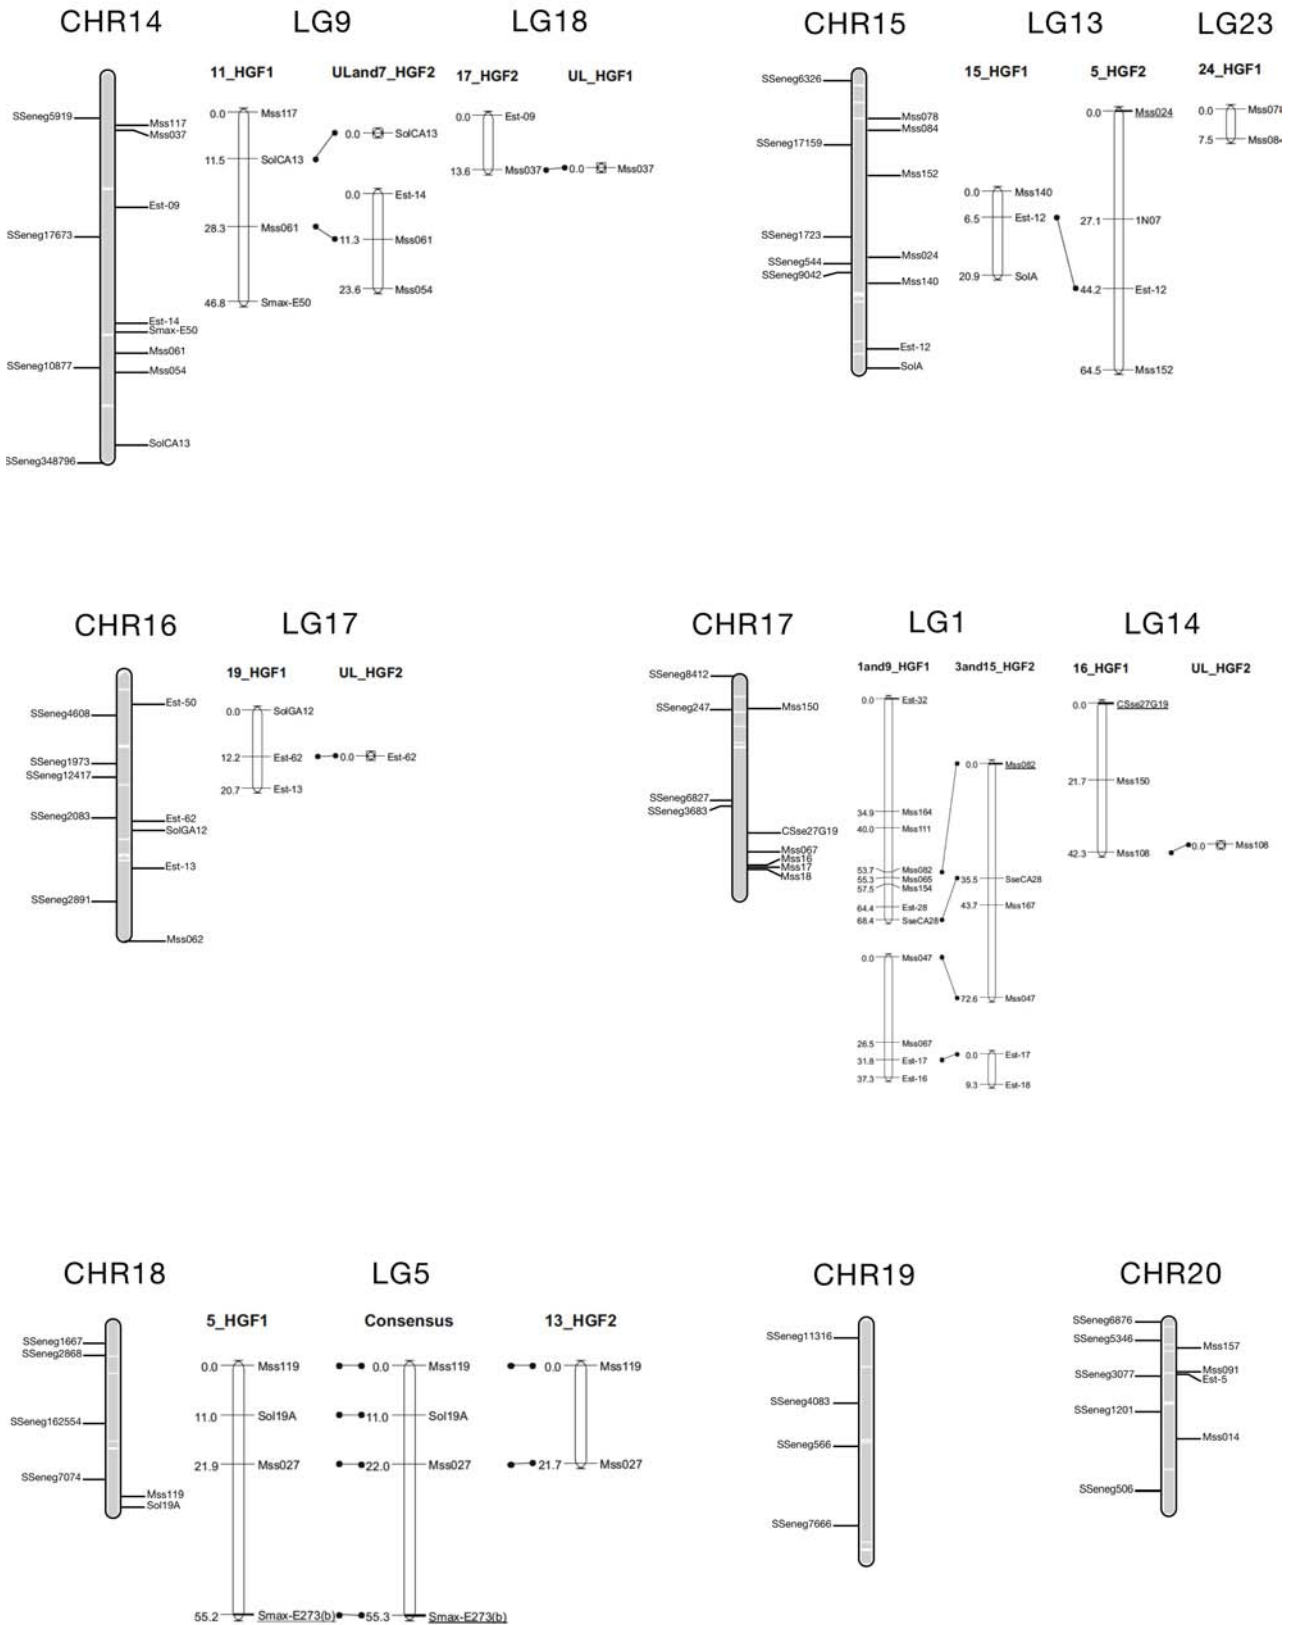 CHR14 LG9 LG18
11_HGF1 ULand7_HGF2 17_HGF2 UL_HGF1
SSeneg5919
SSeneg17673
SSeneg10877
SSeneg348796
Mss117
Mss037
Est-09
Est-14
Smax-E50
Mss061
Mss054
SolCA13
0.0 Mss117
11.5 SolCA13
28.3 Mss061
46.8 Smax-E50
0.0 SolCA13
0.0 Est-14
11.3 Mss061
23.6 Mss054
0.0 Est-09
13.6 Mss037
0.0 Mss037
CHR15 LG13 LG23
15_HGF1 5_HGF2 24_HGF1
SSeneg6326
SSeneg17159
SSeneg1723
SSeneg544
SSeneg9042
Mss078
Mss084
Mss152
Mss024
Mss140
Est-12
SolA
0.0 Mss140
6.5 Est-12
20.9 SolA
0.0 Mss024
27.1 1N07
44.2 Est-12
64.5 Mss152
0.0 Mss078
7.5 Mss084
CHR16 LG17
19_HGF1 UL_HGF2
SSeneg4608
SSeneg1973
SSeneg12417
SSeneg2083
SSeneg2891
Est-50
Est-62
SolGA12
Est-13
Mss062
0.0 SolGA12
12.2 Est-62
20.7 Est-13
0.0 Est-62
CHR17 LG1 LG14
1and9_HGF1 3and15_HGF2 16_HGF1 UL_HGF2
SSeneg8412
SSeneg247
SSeneg6827
SSeneg3683
Mss150
CSse27G19
Mss067
Mss16
Mss17
Mss18
0.0 Est-32
34.9 Mss164
40.0 Mss111
53.7 Mss082
55.3 Mss065
57.5 Mss154
64.4 Est-28
68.4 SseCA28
0.0 Mss047
26.5 Mss067
31.8 Est-17
37.3 Est-16
0.0 Mss082
35.5 SseCA28
43.7 Mss167
72.6 Mss047
0.0 Est-17
9.3 Est-18
0.0 CSse27G19
21.7 Mss150
42.3 Mss108
0.0 Mss108
CHR18 LG5
5_HGF1 Consensus 13_HGF2
SSeneg1667
SSeneg2868
SSeneg162554
SSeneg7074
Mss119
Sol19A
0.0 Mss119
11.0 Sol19A
21.9 Mss027
55.2 Smax-E273(b)
0.0 Mss119
11.0 Sol19A
22.0 Mss027
55.3 Smax-E273(b)
0.0 Mss119
21.7 Mss027
CHR19
SSeneg11316
SSeneg4083
SSeneg566
SSeneg7666
CHR20
SSeneg6876
SSeneg5346
SSeneg3077
SSeneg1201
SSeneg506
Mss157
Mss091
Est-5
Mss014